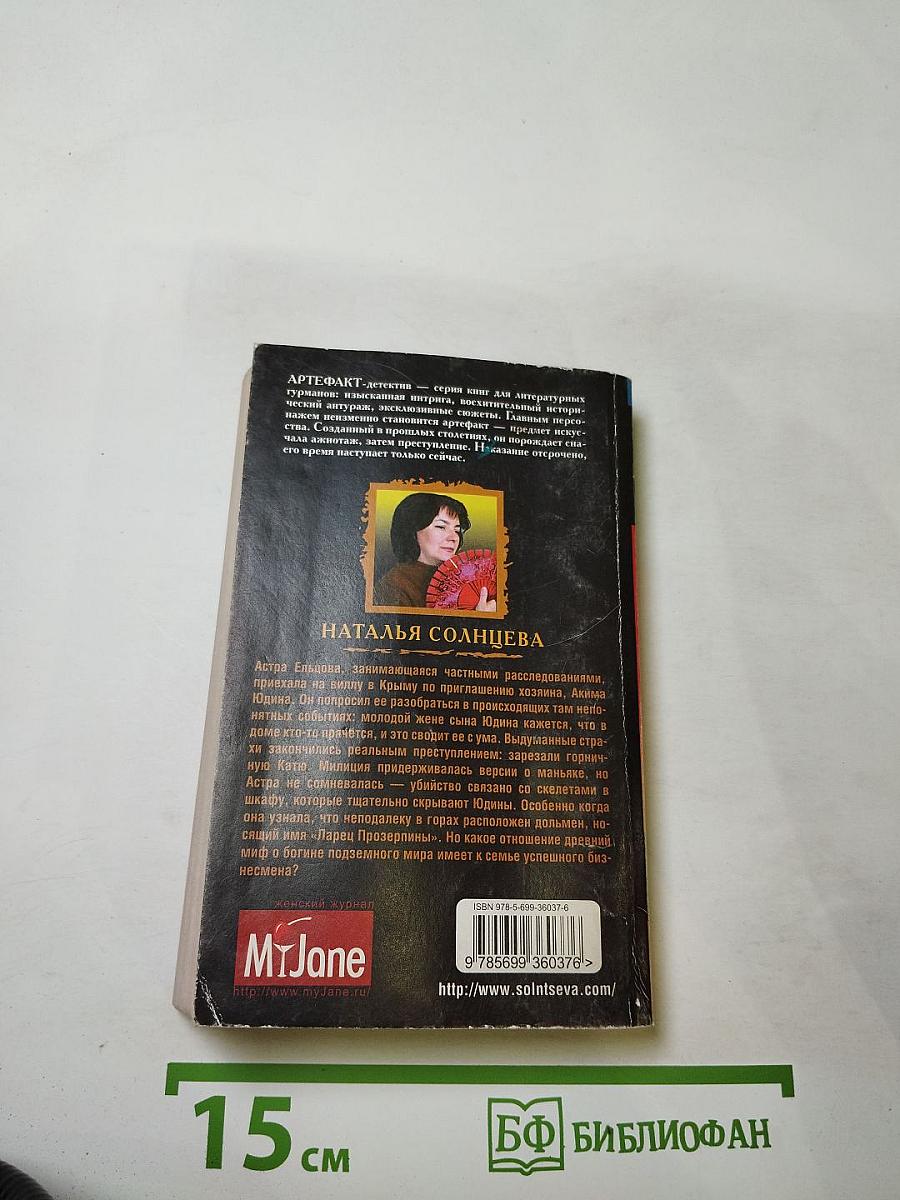 АРТЕФАКТ-детектив — серия книг для литературных
гурманов: изысканная интрига, восхитительный истори-
ческий антураж, эксклюзивные сюжеты. Главным персо-
нажем неизменно становится артефакт — предмет искус-
ства. Созданный в прошлых столетиях, он порождает сна-
чала ажиотаж, затем преступление. Наказание отсрочено,
его время наступает только сейчас.
НАТАЛЬЯ СОЛНЦЕВА
Астра Ельцова, занимающаяся частными расследованиями,
приехала на виллу в Крыму по приглашению хозяина, Акима
Юдина. Он попросил ее разобраться в происходящих там непо-
нятных событиях: молодой жене сына Юдина кажется, что в
доме кто-то прячется, и это сводит ее с ума. Выдуманные стра-
хи закончились реальным преступлением: зарезали горнич-
ную Катю. Милиция придерживалась версии о маньяке, но
Астра не сомневалась — убийство связано со скелетами в
шкафу, которые тщательно скрывают Юдины. Особенно когда
она узнала, что неподалеку в горах расположен дольмен, но-
сящий имя «Ларец Прозерпины». Но какое отношение древний
миф о богине подземного мира имеет к семье успешного биз-
несмена?
женский журнал
MyJane
http://www.myJane.ru/
ISBN 978-5-699-36037-6
9 785699 360376 >
http://www.solntseva.com/
15 см
БФ БИБЛИОФАН